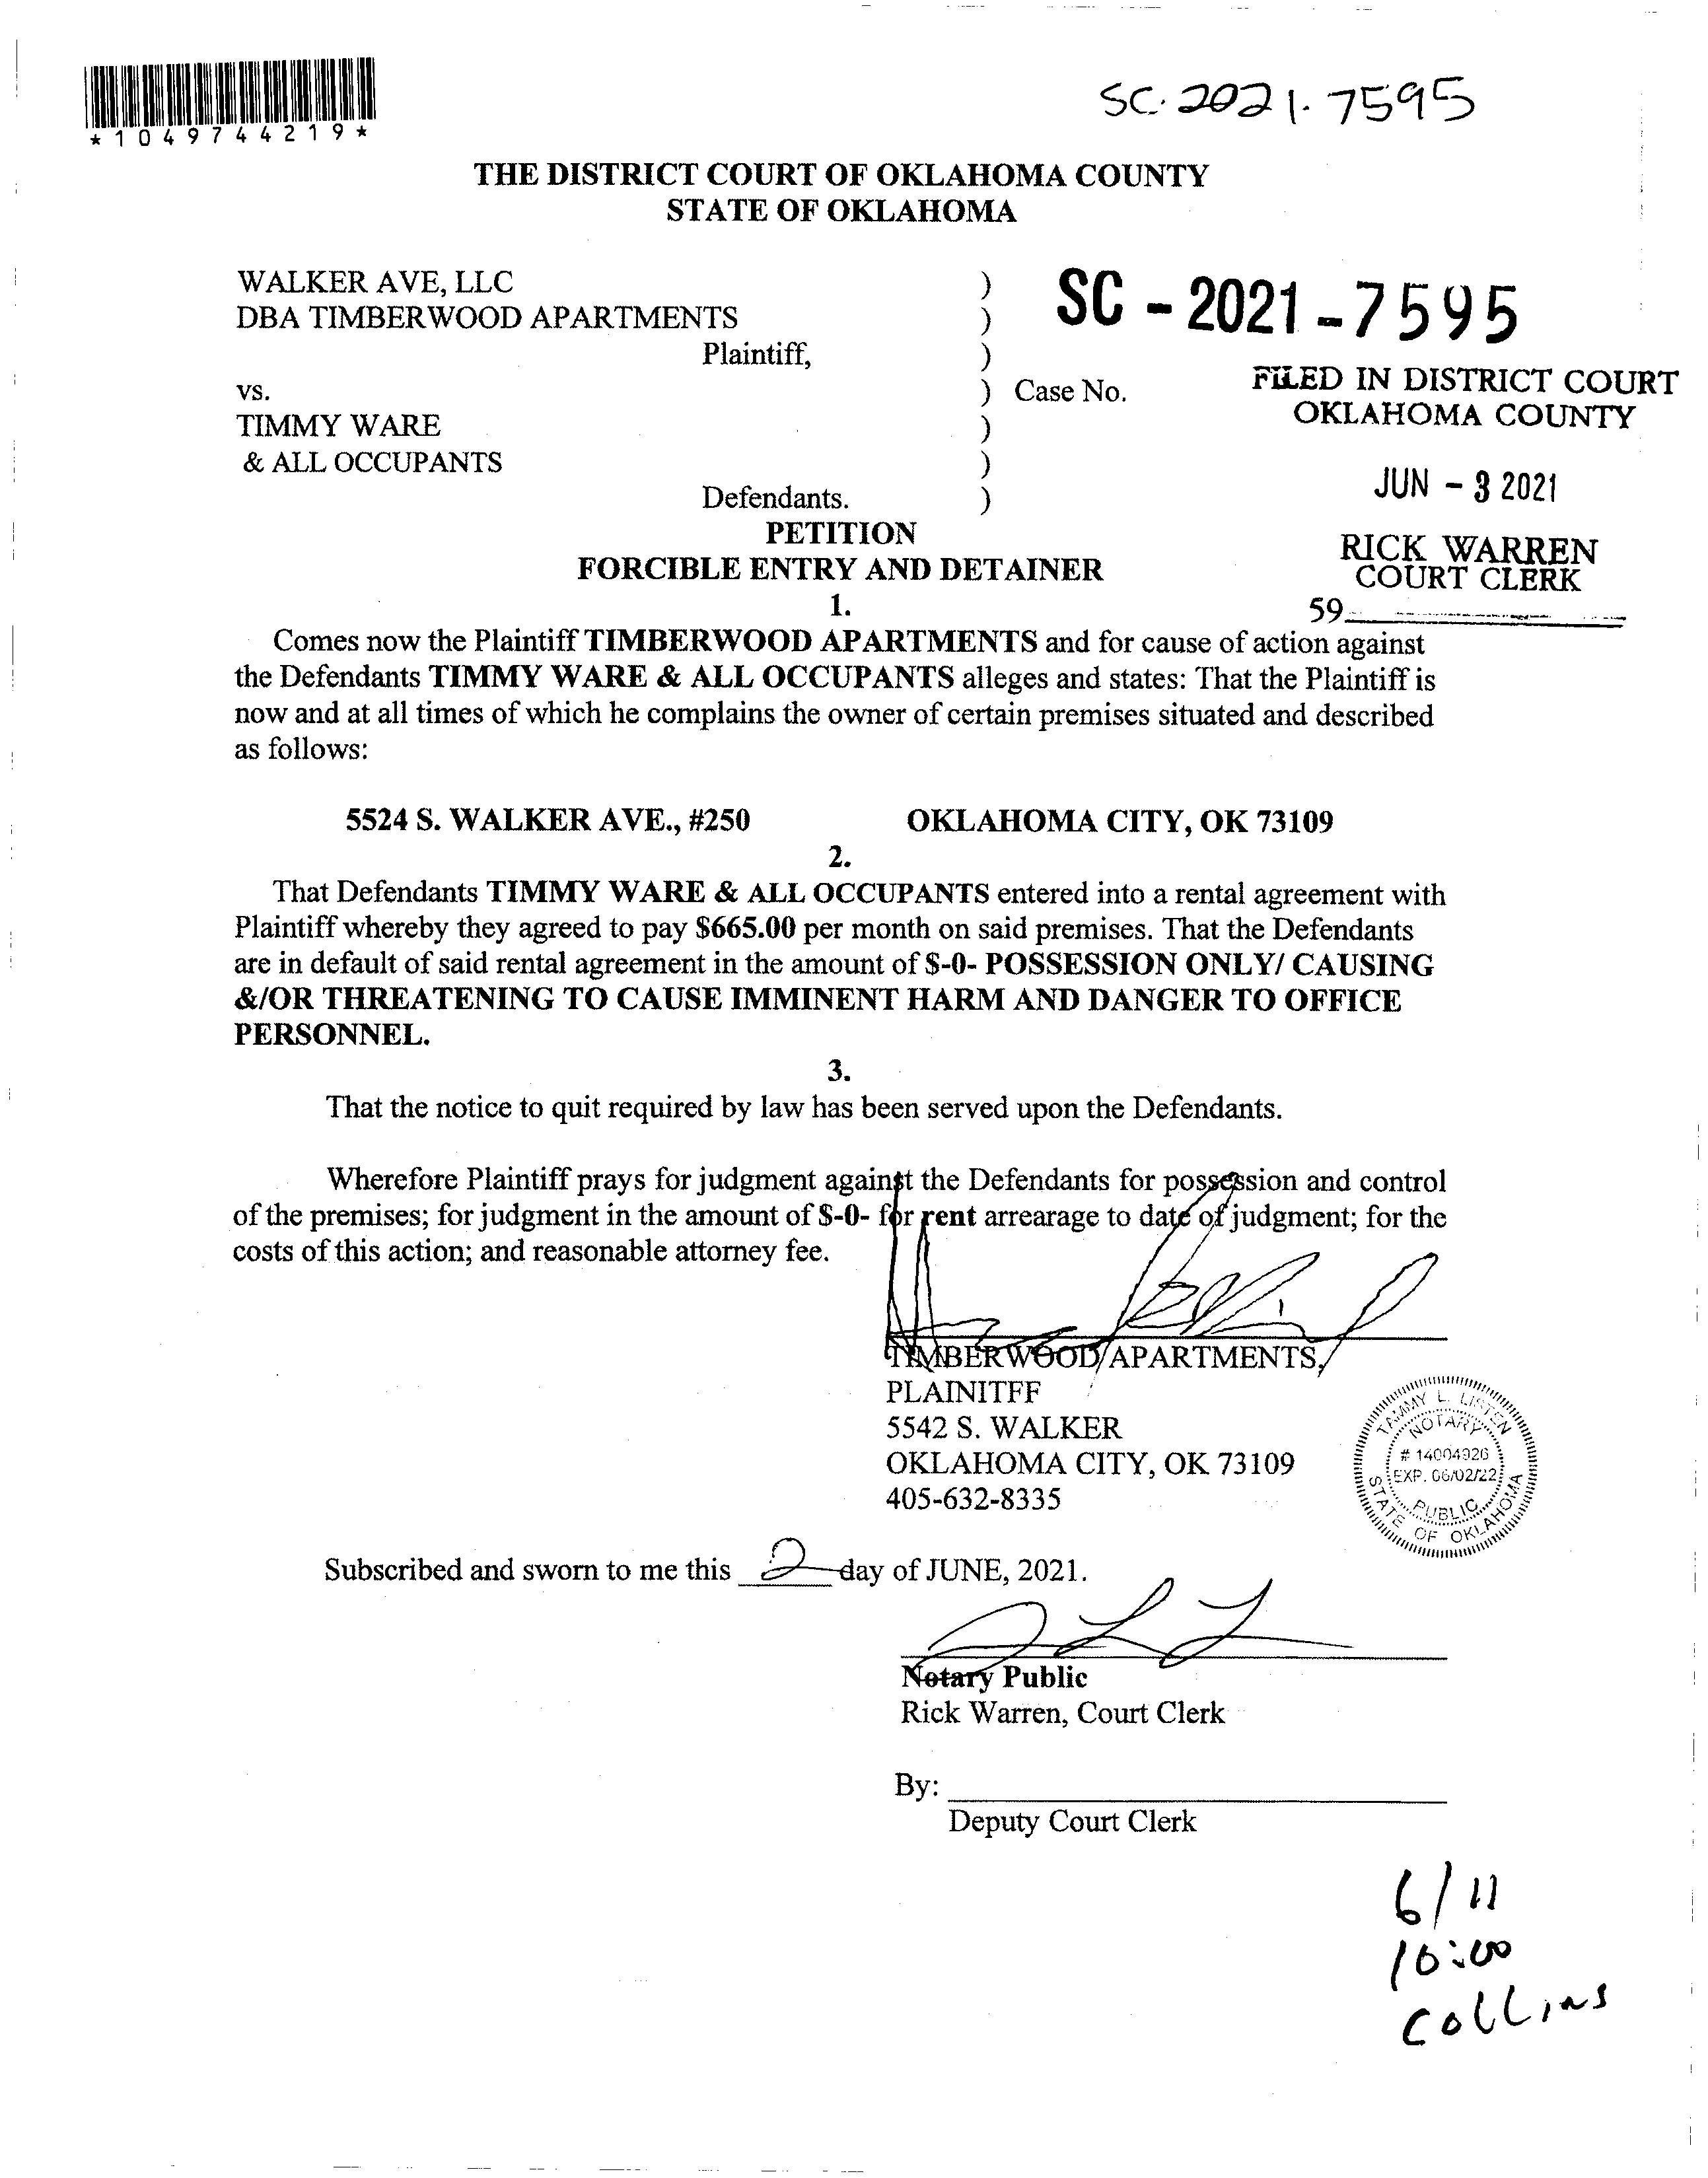 *1049744219*
SC. 2021. 7595
THE DISTRICT COURT OF OKLAHOMA COUNTY
STATE OF OKLAHOMA
WALKER AVE, LLC )
DBA TIMBERWOOD APARTMENTS )
Plaintiff, )
vs. ) Case No.
TIMMY WARE )
& ALL OCCUPANTS )
Defendants. )
SC - 2021 - 7595
FILED IN DISTRICT COURT
OKLAHOMA COUNTY
JUN - 3 2021
RICK WARREN
COURT CLERK
59
PETITION
FORCIBLE ENTRY AND DETAINER
1.
Comes now the Plaintiff TIMBERWOOD APARTMENTS and for cause of action against
the Defendants TIMMY WARE & ALL OCCUPANTS alleges and states: That the Plaintiff is
now and at all times of which he complains the owner of certain premises situated and described
as follows:
5524 S. WALKER AVE., #250 OKLAHOMA CITY, OK 73109
2.
That Defendants TIMMY WARE & ALL OCCUPANTS entered into a rental agreement with
Plaintiff whereby they agreed to pay $665.00 per month on said premises. That the Defendants
are in default of said rental agreement in the amount of $-0- POSSESSION ONLY/ CAUSING
&/OR THREATENING TO CAUSE IMMINENT HARM AND DANGER TO OFFICE
PERSONNEL.
3.
That the notice to quit required by law has been served upon the Defendants.
Wherefore Plaintiff prays for judgment against the Defendants for possession and control
of the premises; for judgment in the amount of $-0- for rent arrearage to date of judgment; for the
costs of this action; and reasonable attorney fee.
TIMBERWOOD APARTMENTS,
PLAINITFF
5542 S. WALKER
OKLAHOMA CITY, OK 73109
405-632-8335
TAMMY L. LISTEN
NOTARY
# 14004926
EXP. 06/02/22
PUBLIC
STATE OF OKLAHOMA
Subscribed and sworn to me this 2 day of JUNE, 2021.
Notary Public
Rick Warren, Court Clerk
By:
Deputy Court Clerk
6/11
10:00
Collins